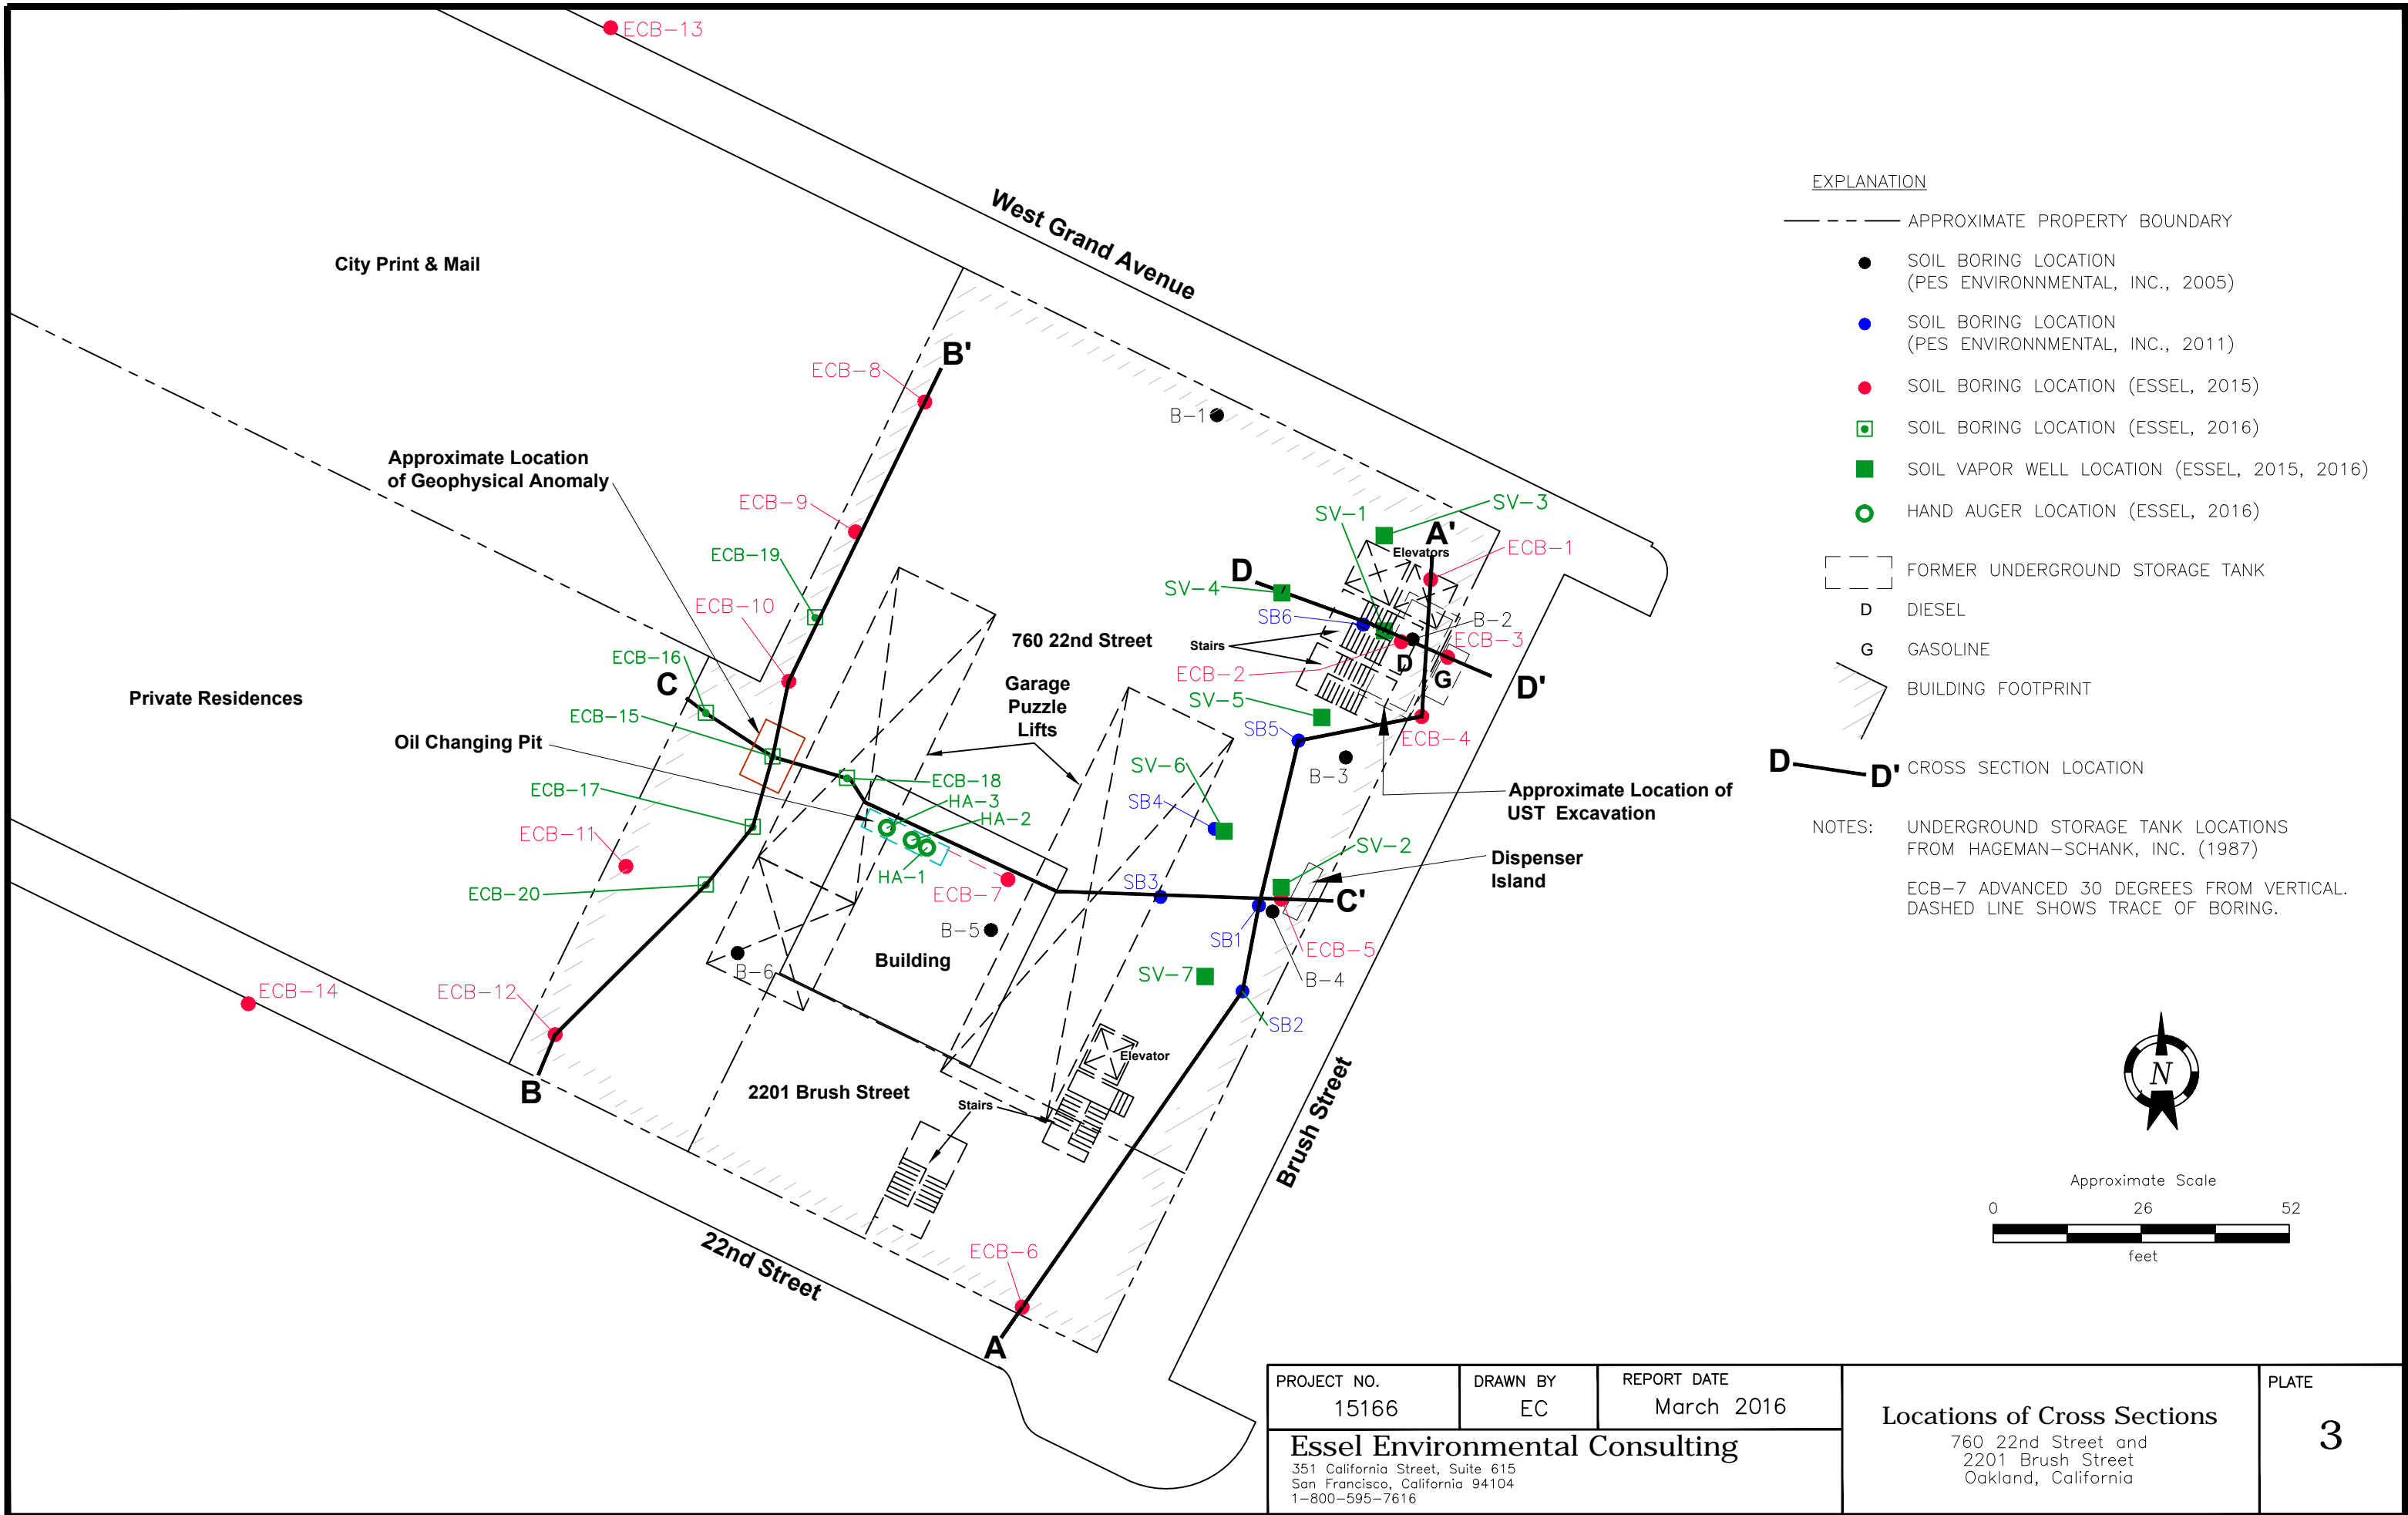 ECB-13
West Grand Avenue
City Print & Mail
B'
ECB-8
B-1
Approximate Location
of Geophysical Anomaly
ECB-9
ECB-19
ECB-10
ECB-16
C
Private Residences
ECB-15
Oil Changing Pit
ECB-17
ECB-11
ECB-20
ECB-14
ECB-12
B
760 22nd Street
Garage
Puzzle
Lifts
ECB-18
HA-3
HA-2
HA-1
ECB-7
B-5
Building
B-6
2201 Brush Street
Stairs
Elevator
22nd Street
ECB-6
A
SV-3
SV-1
A'
Elevators
ECB-1
D
SV-4
SB6
B-2
ECB-3
Stairs
ECB-2
D
G
D'
SV-5
SB5
ECB-4
B-3
SV-6
SB4
Approximate Location of
UST Excavation
SV-2
Dispenser
Island
SB3
C'
SB1
ECB-5
B-4
SV-7
SB2
Brush Street
EXPLANATION
APPROXIMATE PROPERTY BOUNDARY
SOIL BORING LOCATION
(PES ENVIRONNMENTAL, INC., 2005)
SOIL BORING LOCATION
(PES ENVIRONNMENTAL, INC., 2011)
SOIL BORING LOCATION (ESSEL, 2015)
SOIL BORING LOCATION (ESSEL, 2016)
SOIL VAPOR WELL LOCATION (ESSEL, 2015, 2016)
HAND AUGER LOCATION (ESSEL, 2016)
FORMER UNDERGROUND STORAGE TANK
D DIESEL
G GASOLINE
BUILDING FOOTPRINT
D D' CROSS SECTION LOCATION
NOTES: UNDERGROUND STORAGE TANK LOCATIONS
FROM HAGEMAN-SCHANK, INC. (1987)
ECB-7 ADVANCED 30 DEGREES FROM VERTICAL.
DASHED LINE SHOWS TRACE OF BORING.
N
Approximate Scale
0 26 52
feet
PROJECT NO.
15166
DRAWN BY
EC
REPORT DATE
March 2016
Essel Environmental Consulting
351 California Street, Suite 615
San Francisco, California 94104
1-800-595-7616
Locations of Cross Sections
760 22nd Street and
2201 Brush Street
Oakland, California
PLATE
3